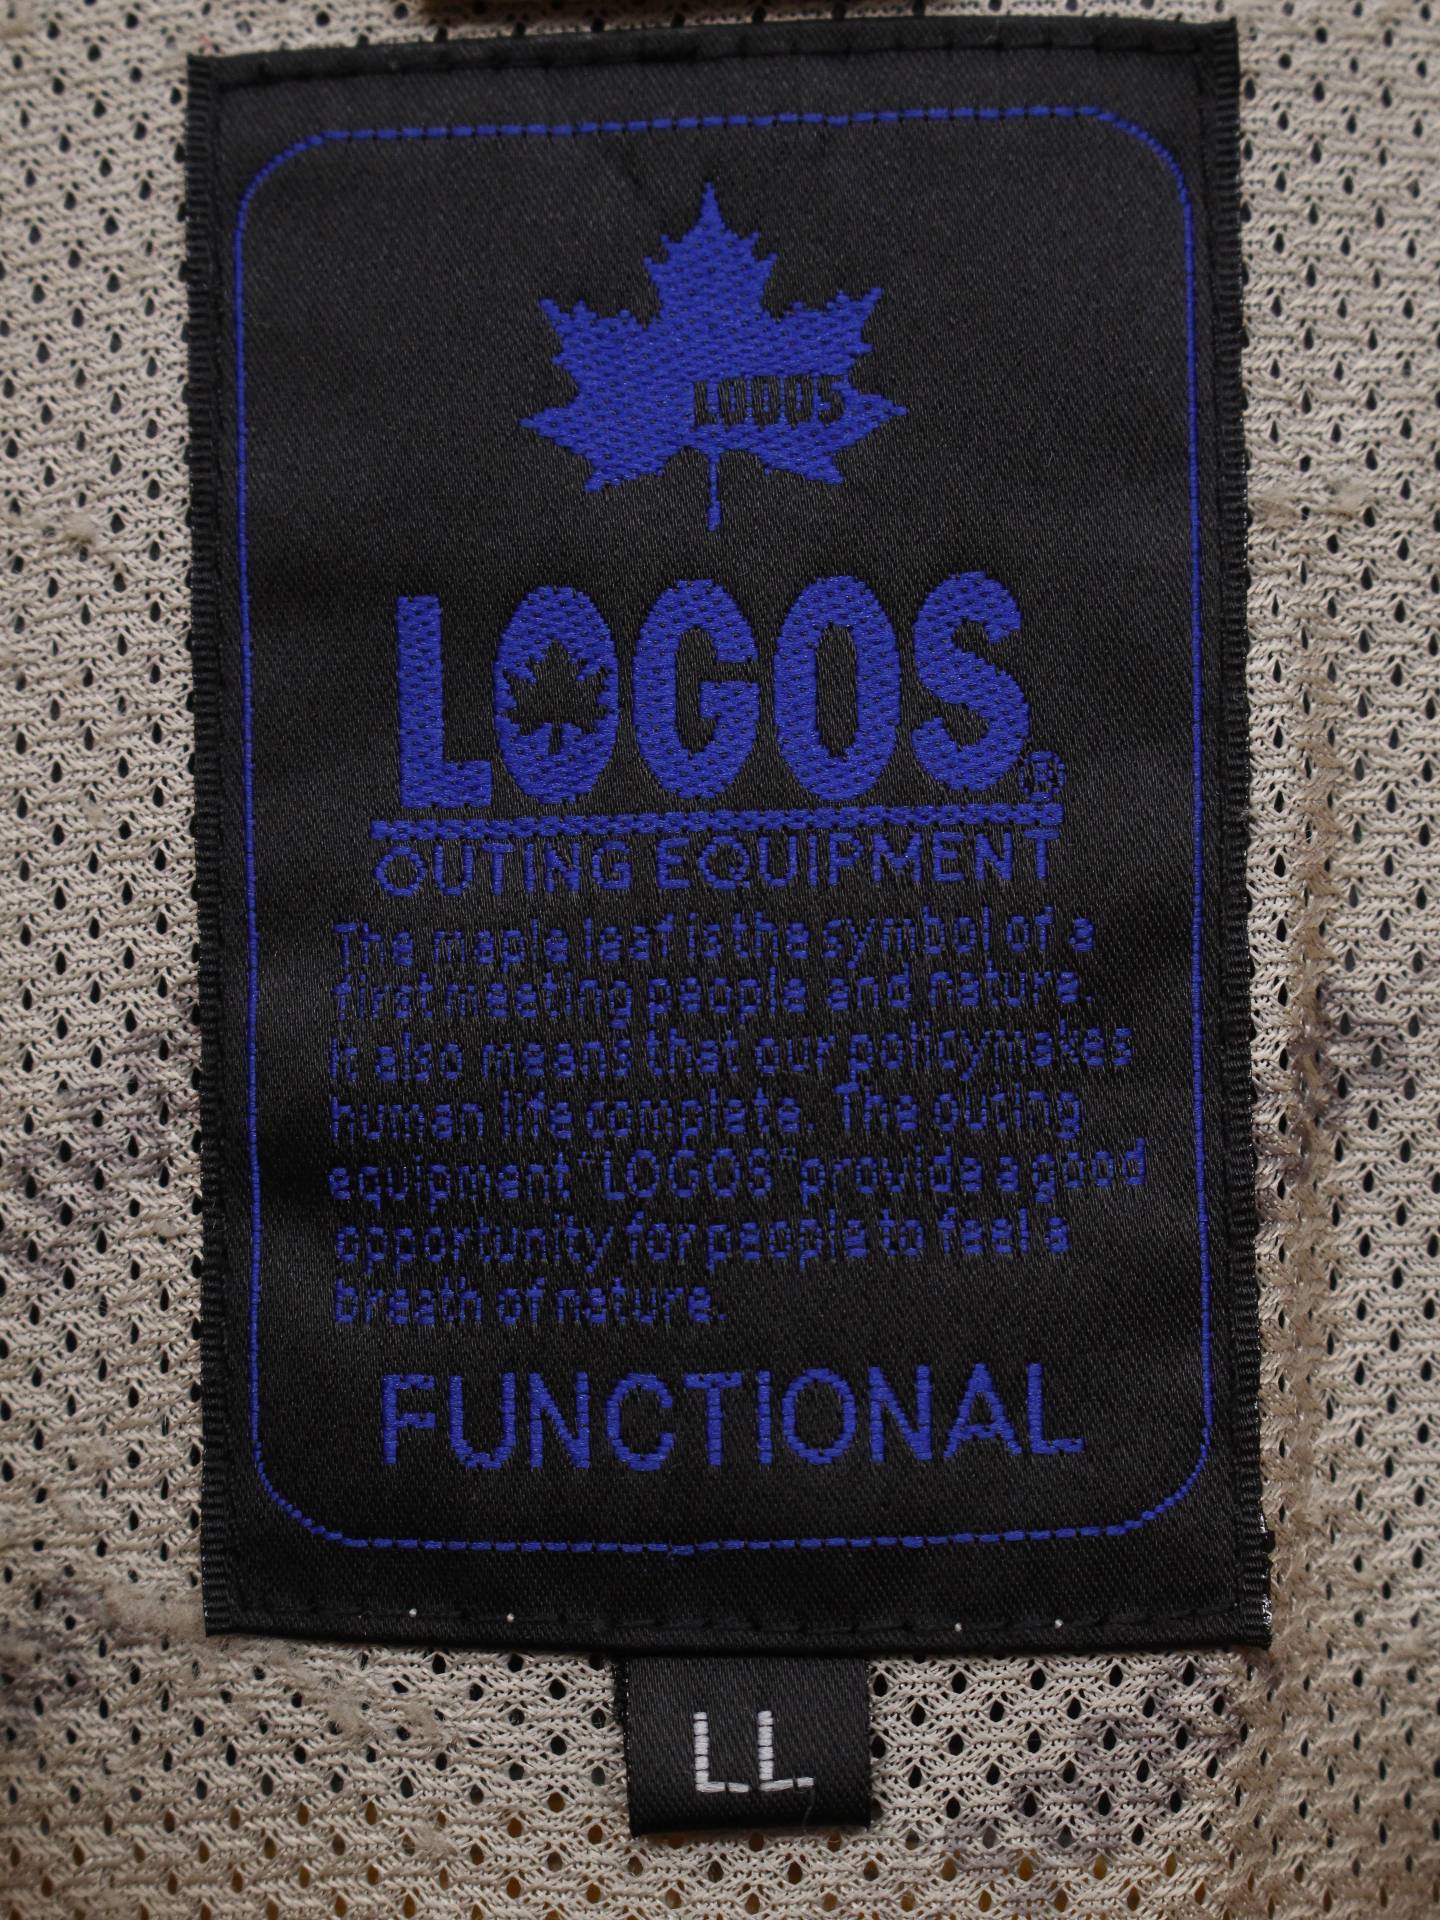 LOGOS
LOGOS®
OUTING EQUIPMENT
The maple leaf is the symbol of a
first meeting people and nature.
It also means that our policy makes
human life complete. The outing
equipment "LOGOS" provide a good
opportunity for people to feel a
breath of nature.
FUNCTIONAL
LL